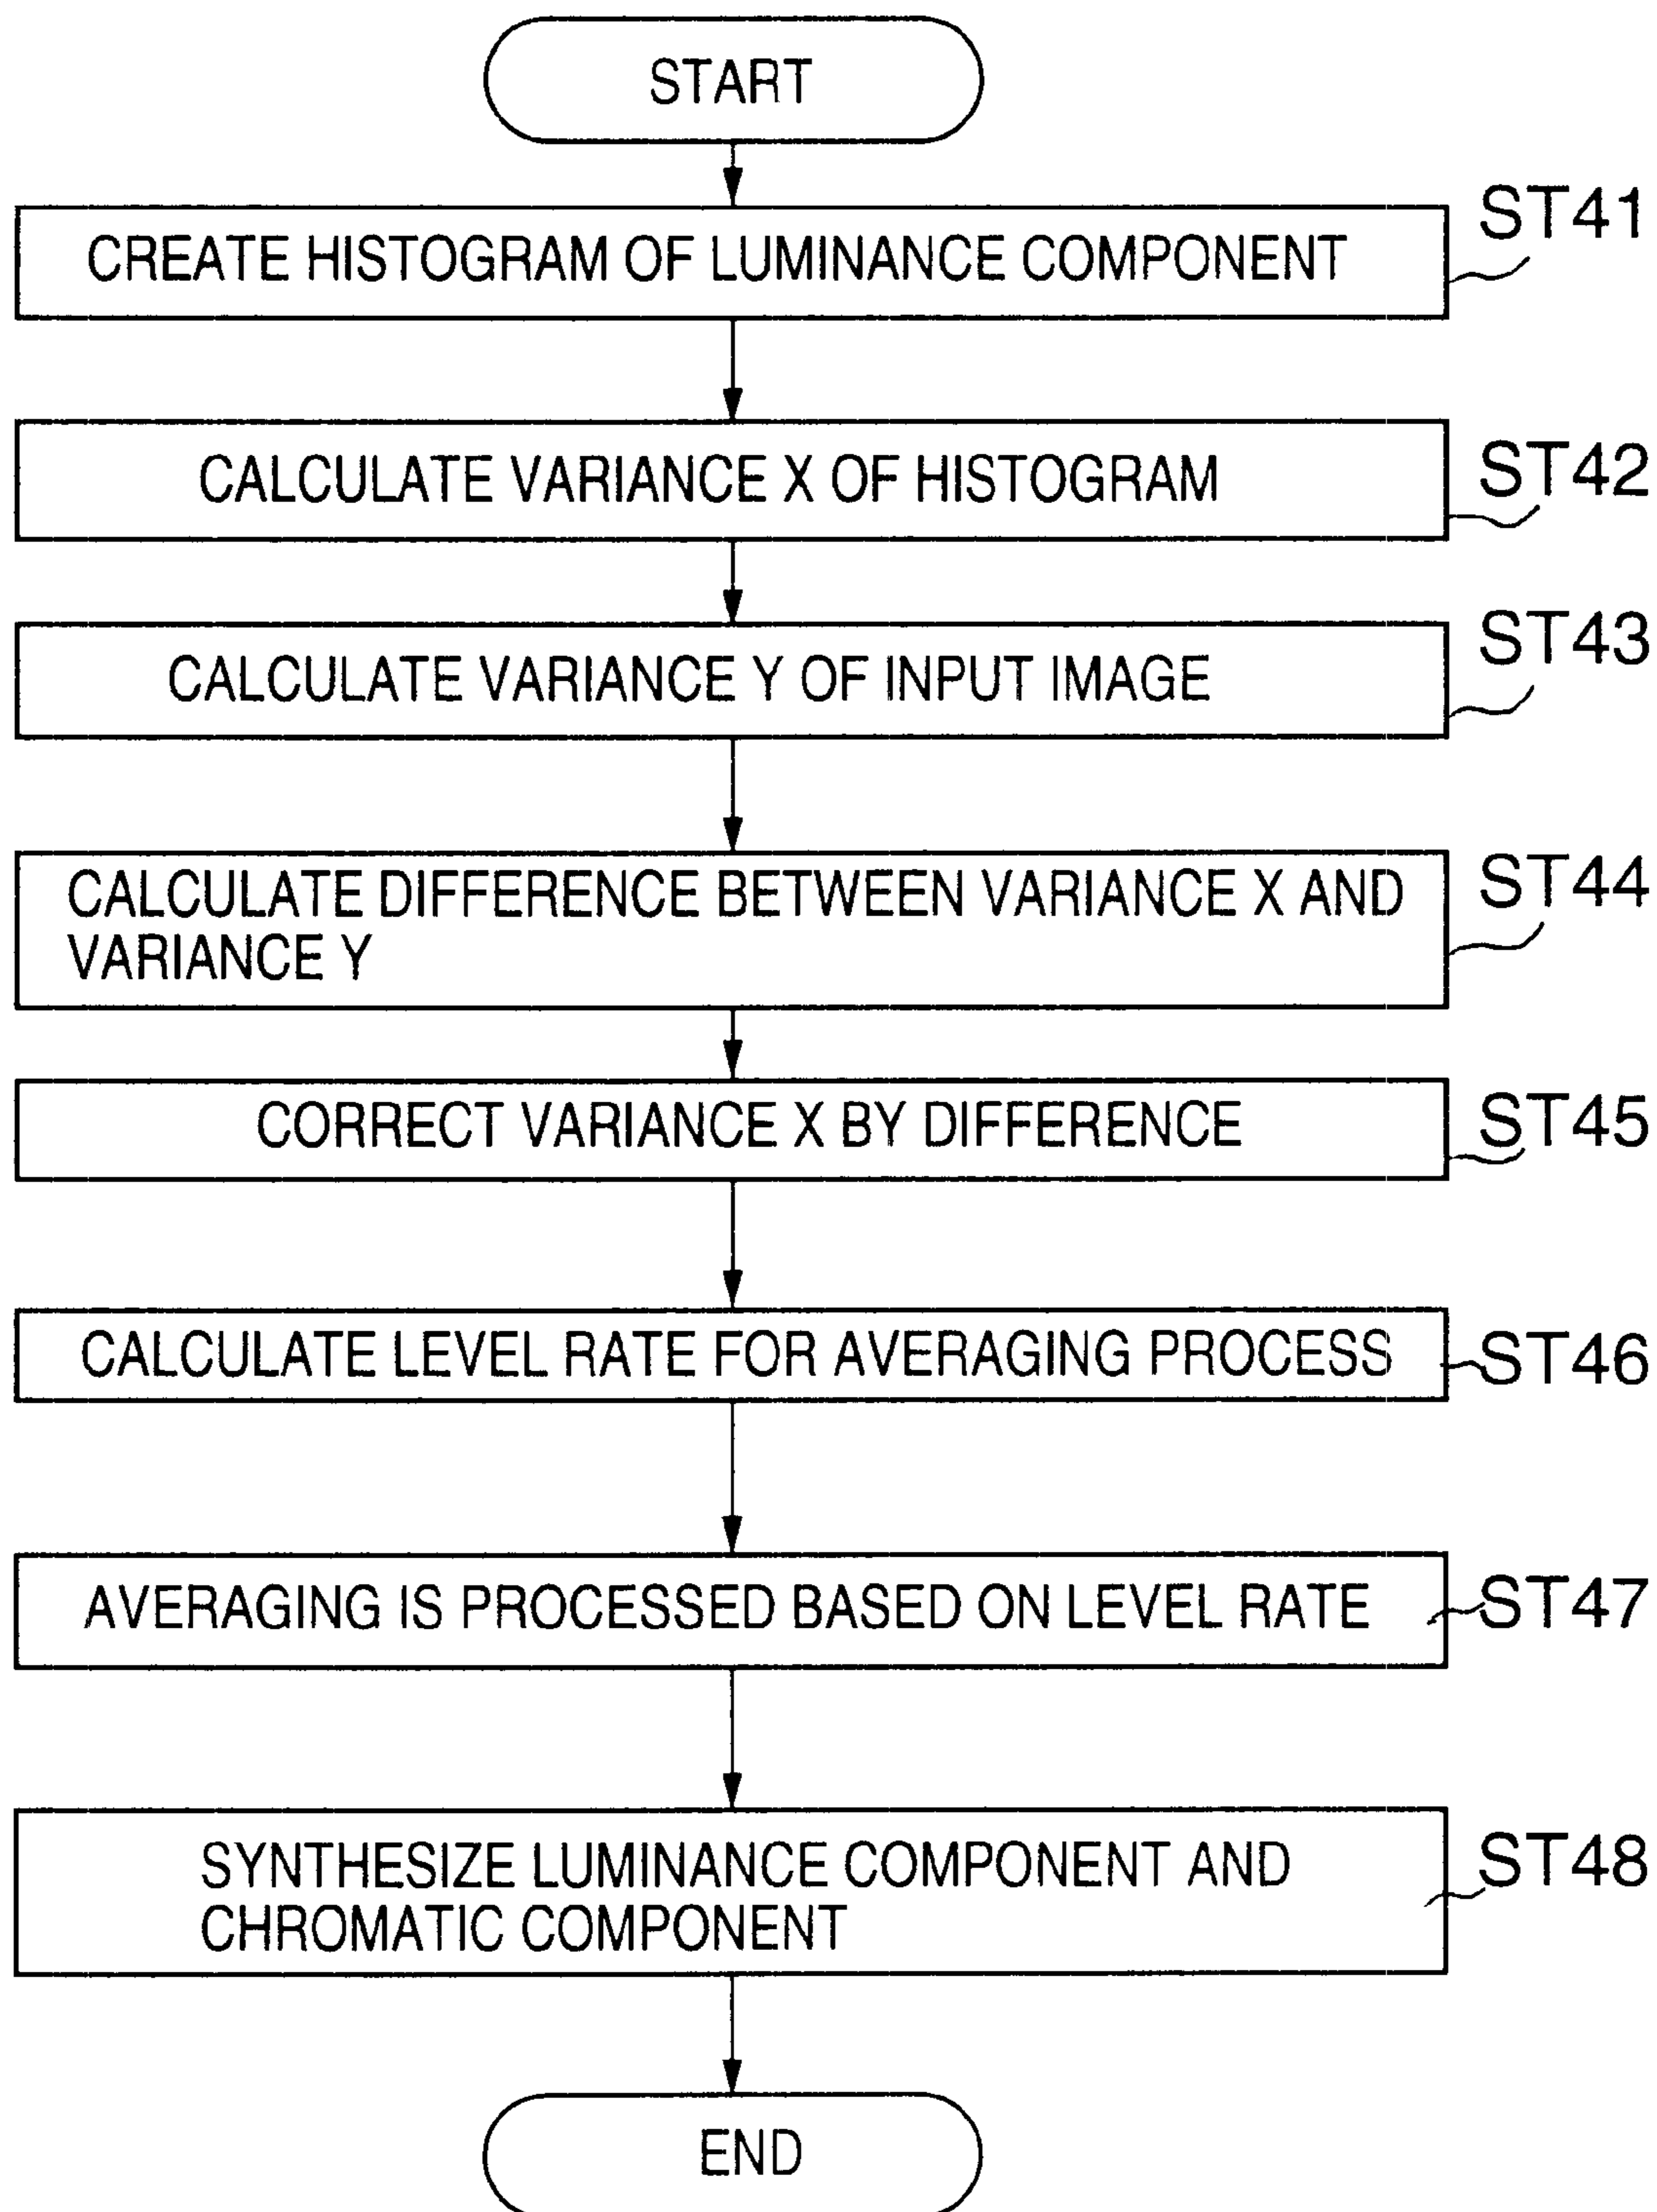 START
CREATE HISTOGRAM OF LUMINANCE COMPONENT
ST41
CALCULATE VARIANCE X OF HISTOGRAM
ST42
CALCULATE VARIANCE Y OF INPUT IMAGE
ST43
CALCULATE DIFFERENCE BETWEEN VARIANCE X AND
VARIANCE Y
ST44
CORRECT VARIANCE X BY DIFFERENCE
ST45
CALCULATE LEVEL RATE FOR AVERAGING PROCESS
ST46
AVERAGING IS PROCESSED BASED ON LEVEL RATE
ST47
SYNTHESIZE LUMINANCE COMPONENT AND
CHROMATIC COMPONENT
ST48
END